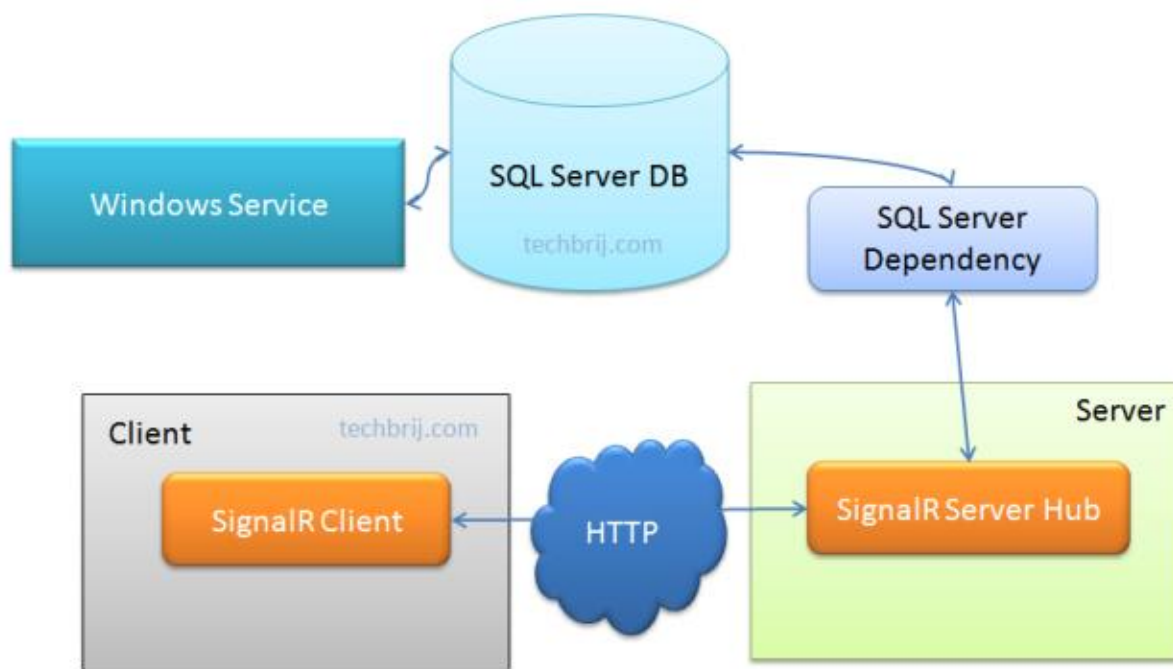 Windows Service
SQL Server DB
techbrij.com
SQL Server
Dependency
Client
techbrij.com
SignalR Client
HTTP
Server
SignalR Server Hub